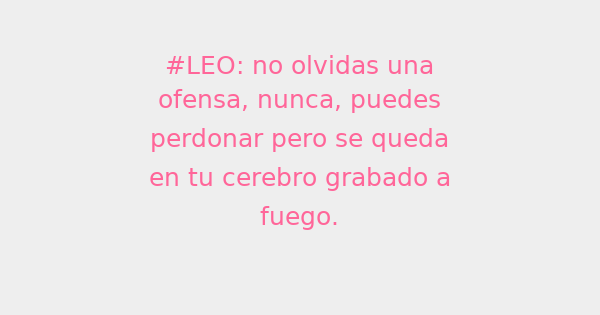 #LEO: no olvidas una
ofensa, nunca, puedes
perdonar pero se queda
en tu cerebro grabado a
fuego.